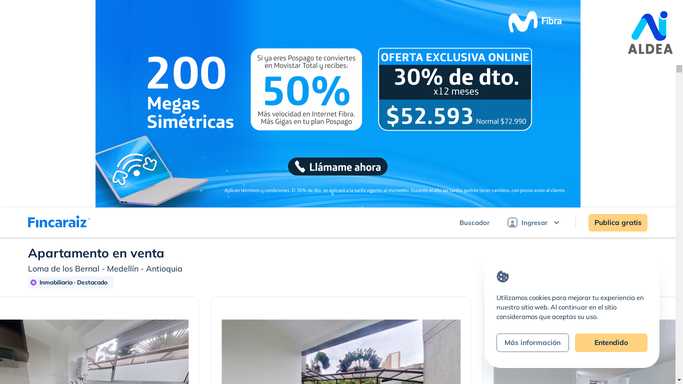 Fibra
ALDEA
200
Megas
Simétricas
Si ya eres Pospago te conviertes
en Movistar Total y recibes.
50%
Más velocidad en Internet Fibra.
Más Gigas en tu plan Pospago
OFERTA EXCLUSIVA ONLINE
30% de dto.
x12 meses
$52.593 Normal $72.990
Llámame ahora
Fincaraiz
Buscador
Ingresar
Publica gratis
Apartamento en venta
Loma de los Bernal - Medellín - Antioquia
Inmobiliaria · Destacado
Utilizamos cookies para mejorar tu experiencia en
nuestro sitio web. Al continuar en el sitio
consideramos que aceptas su uso.
Más información
Entendido